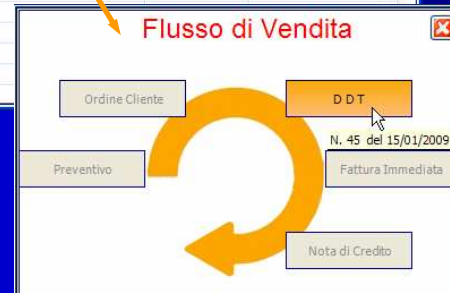 Flusso di Vendita
Ordine Cliente
D D T
N. 45 del 15/01/2009
Preventivo
Fattura Immediata
Nota di Credito